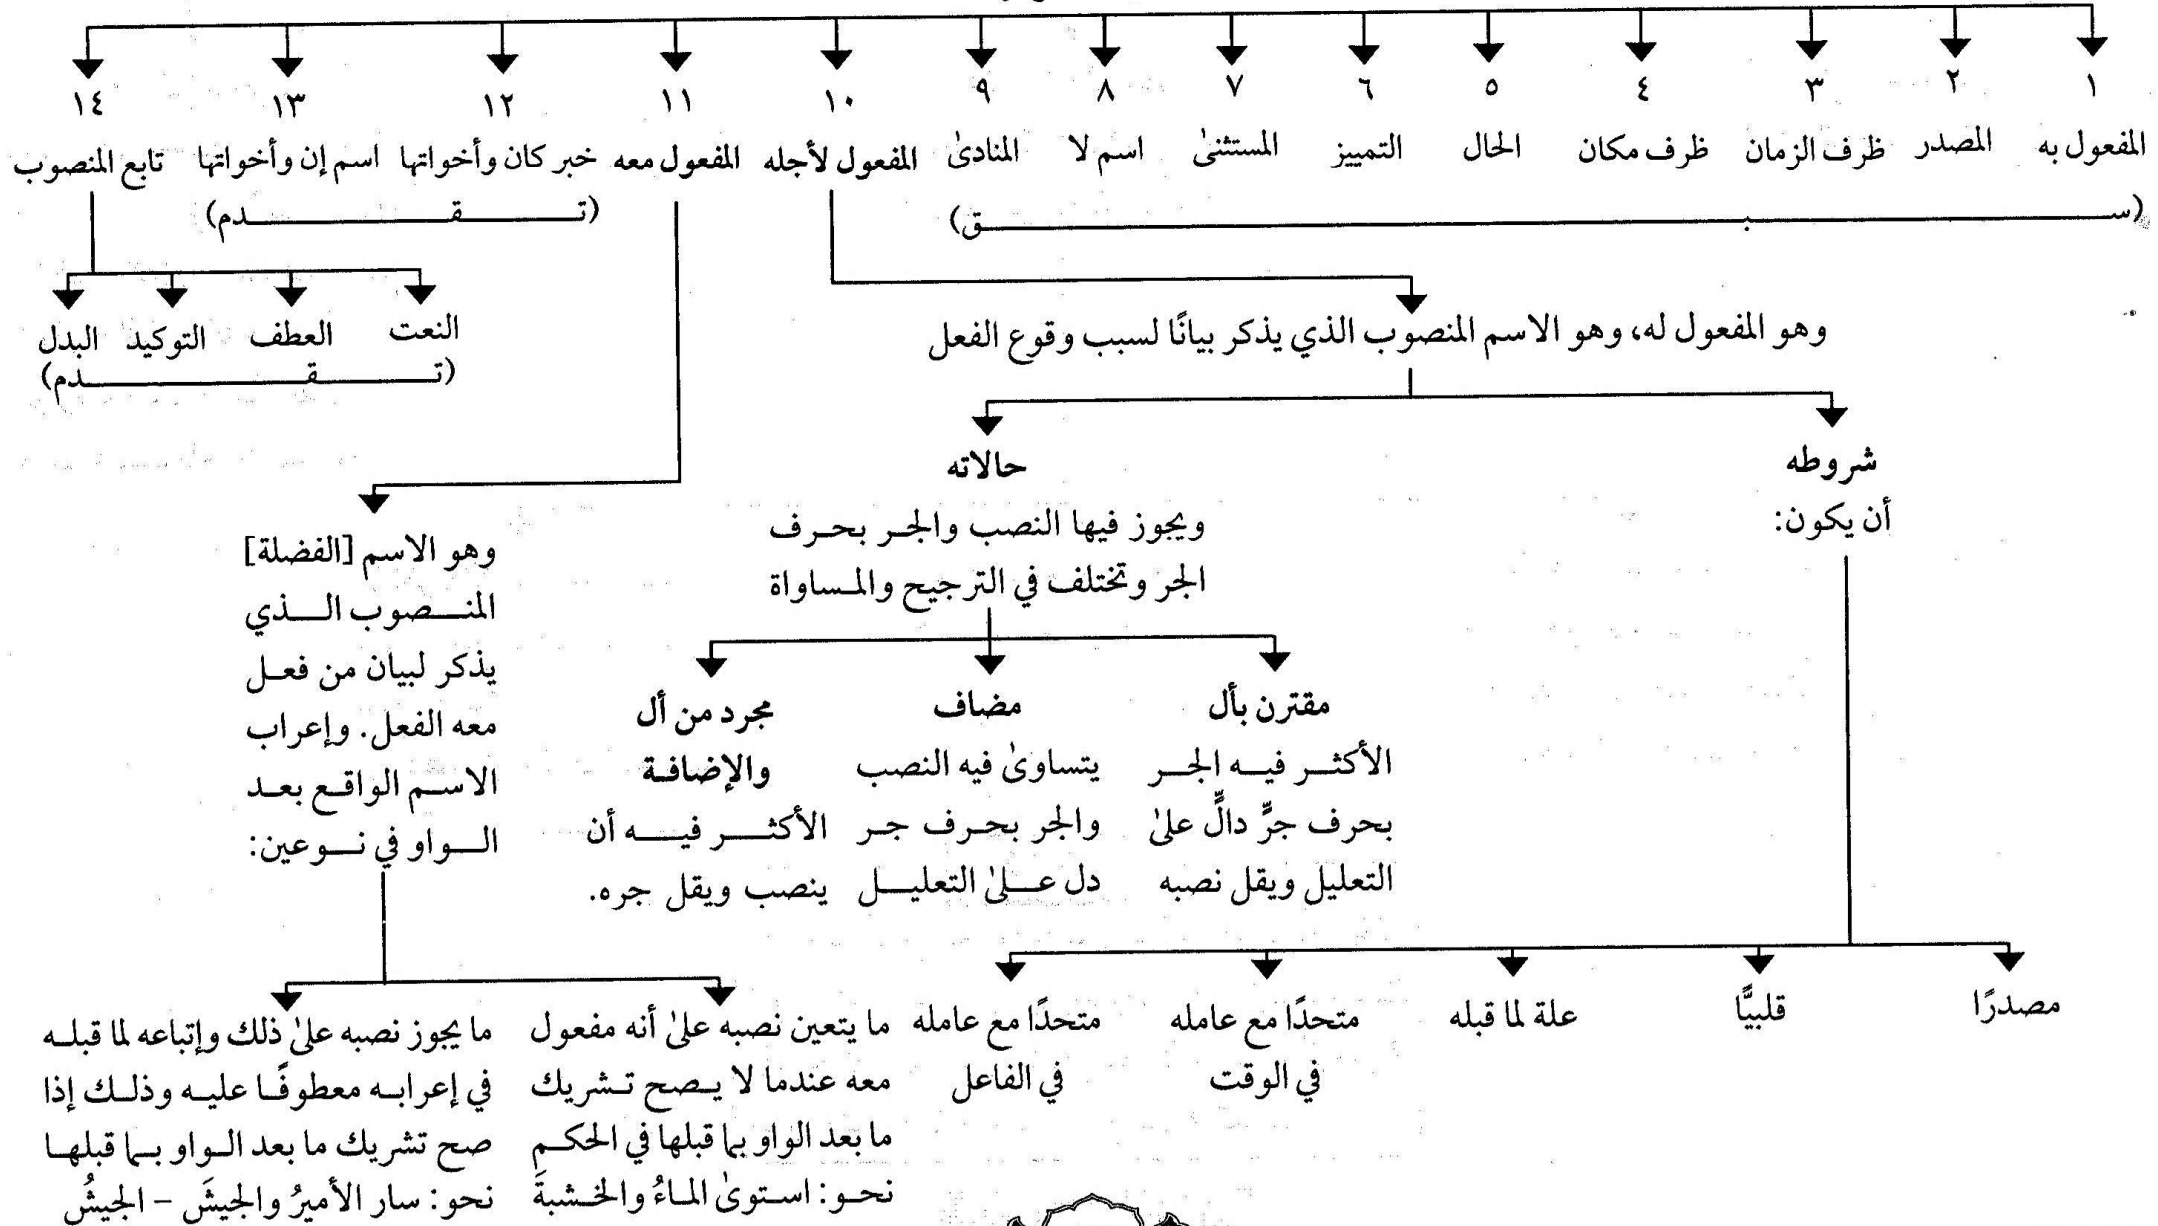 ١ ٢ ٣ ٤ ٥ ٦ ٧ ٨ ٩ ١٠ ١١ ١٢ ١٣ ١٤
المفعول به المصدر ظرف الزمان ظرف مكان الحال التمييز المستثنىٰ اسم لا المنادىٰ المفعول لأجله المفعول معه خبر كان وأخواتها اسم إن وأخواتها تابع المنصوب
(ســبــق)
(تــقــدم)
النعت العطف التوكيد البدل
(تــقــدم)
وهو المفعول له، وهو الاسم المنصوب الذي يذكر بيانًا لسبب وقوع الفعل
شروطه
أن يكون:
مصدرًا
قلبيًّا
علة لما قبله
متحدًا مع عامله
في الوقت
متحدًا مع عامله
في الفاعل
حالاته
ويجوز فيها النصب والجر بحرف
الجر وتختلف في الترجيح والمساواة
مقترن بأل
الأكثر فيه الجر
بحرف جرٍّ دالٍّ علىٰ
التعليل ويقل نصبه
مضاف
يتساوىٰ فيه النصب
والجر بحرف جر
دل علىٰ التعليل
مجرد من أل
والإضافة
الأكثر فيه أن
ينصب ويقل جره.
وهو الاسم [الفضلة]
المنصوب الذي
يذكر لبيان من فعل
معه الفعل. وإعراب
الاسم الواقع بعد
الواو في نوعين:
ما يتعين نصبه علىٰ أنه مفعول
معه عندما لا يصح تشريك
ما بعد الواو بما قبلها في الحكم
نحو: استوىٰ الماءُ والخشبةَ
ما يجوز نصبه علىٰ ذلك وإتباعه لما قبله
في إعرابه معطوفًا عليه وذلك إذا
صح تشريك ما بعد الواو بما قبلها
نحو: سار الأميرُ والجيشَ – الجيشُ